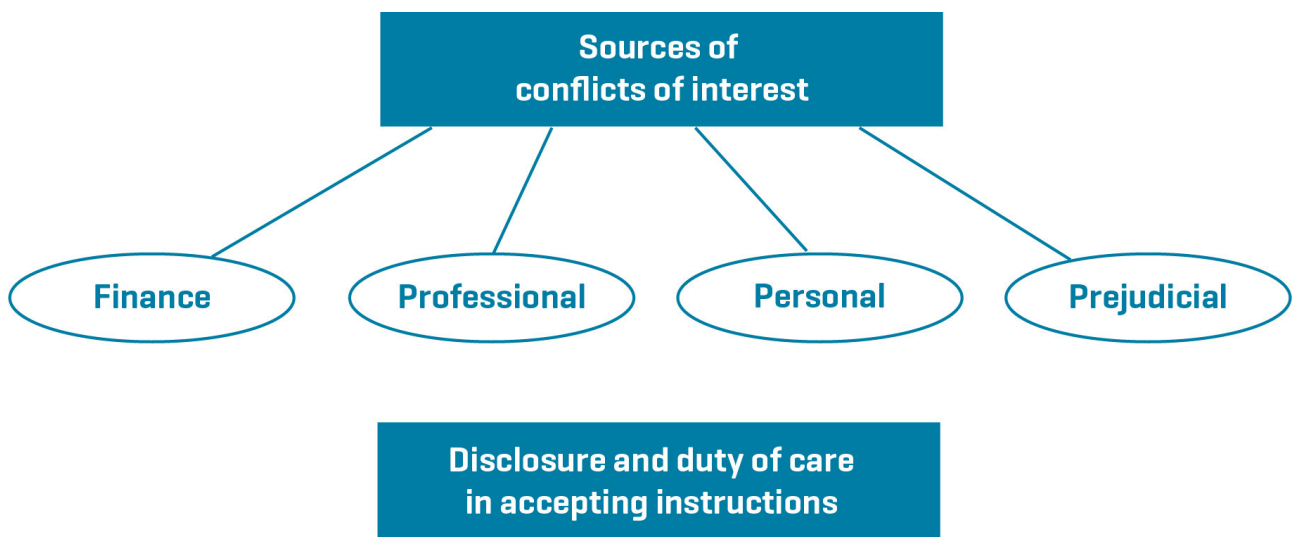 Sources of
conflicts of interest
Finance
Professional
Personal
Prejudicial
Disclosure and duty of care
in accepting instructions